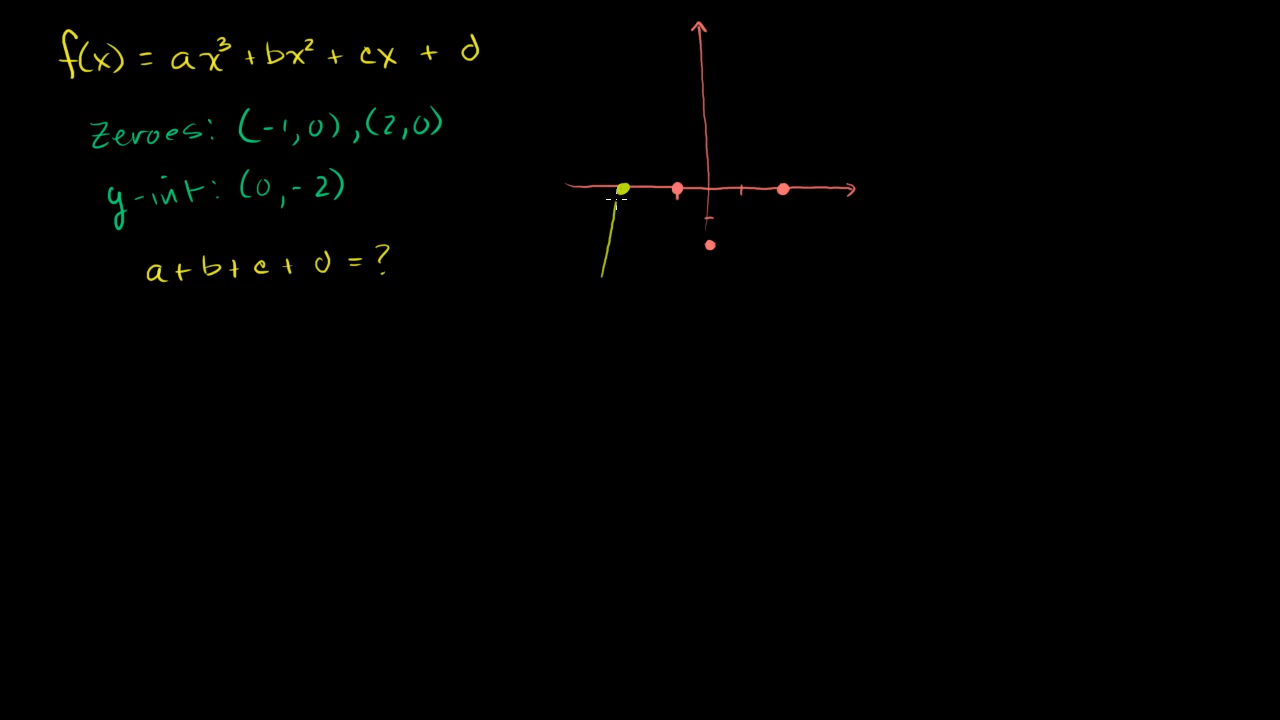 f(x) = ax³ + bx² + cx + d
zeroes: (-1,0), (2,0)
y-int: (0,-2)
a+b+c+d = ?